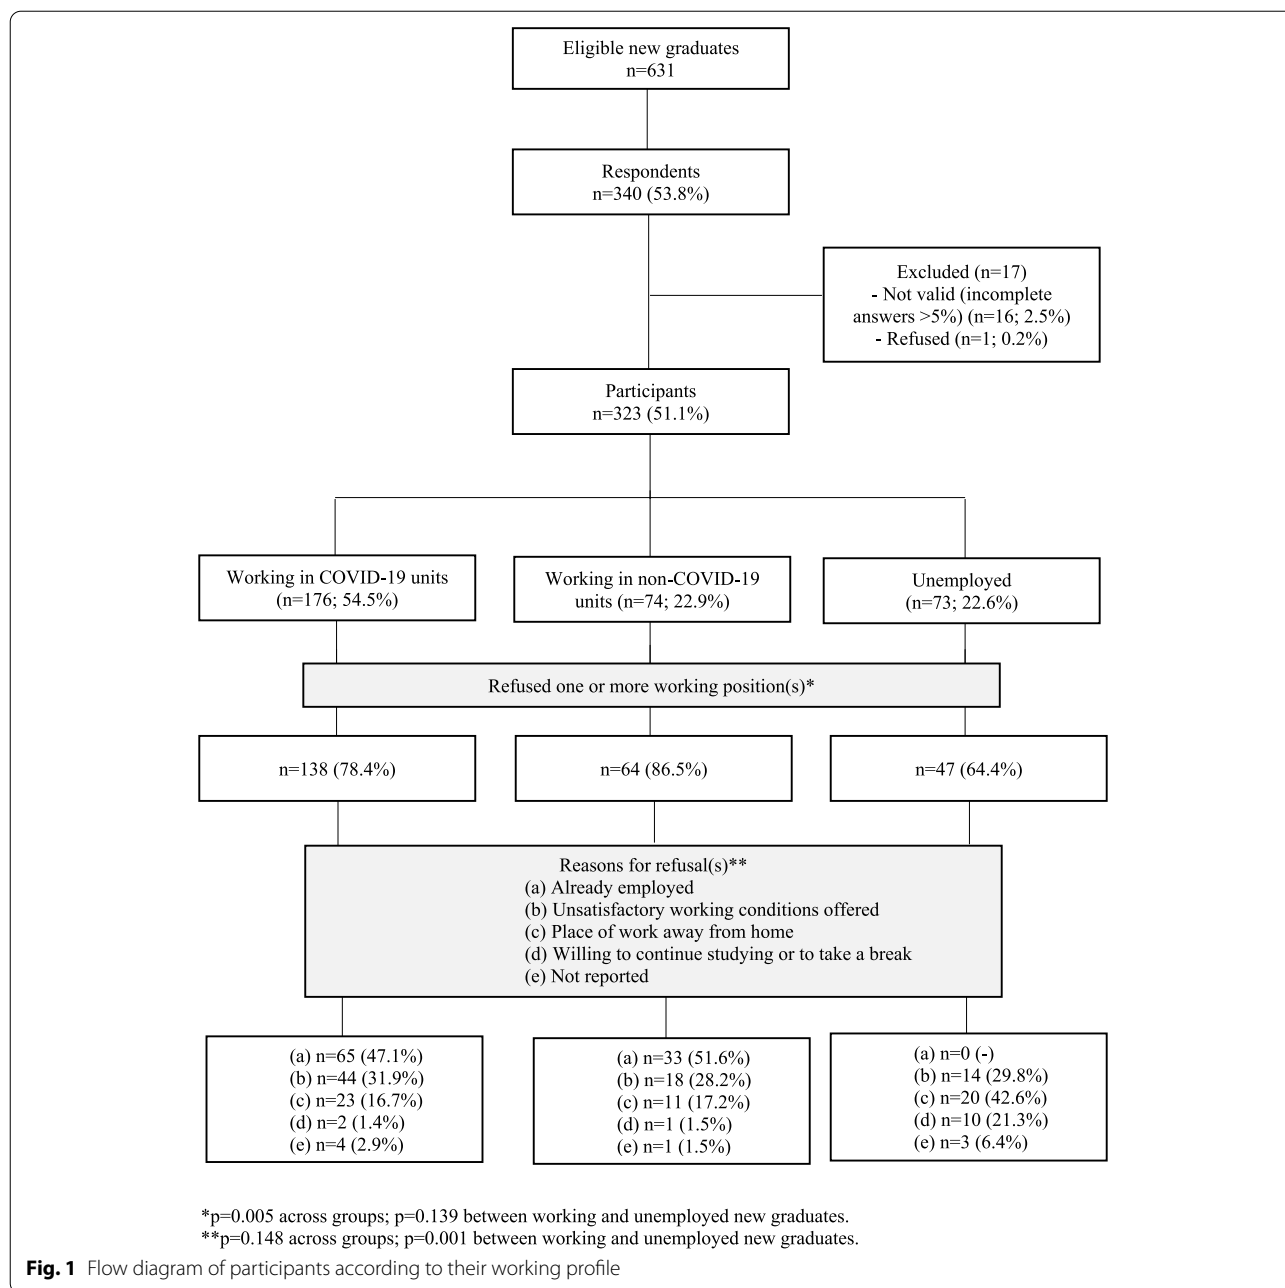 Eligible new graduates
n=631
Respondents
n=340 (53.8%)
Excluded (n=17)
- Not valid (incomplete
answers >5%) (n=16; 2.5%)
- Refused (n=1; 0.2%)
Participants
n=323 (51.1%)
Working in COVID-19 units
(n=176; 54.5%)
Working in non-COVID-19
units (n=74; 22.9%)
Unemployed
(n=73; 22.6%)
Refused one or more working position(s)*
n=138 (78.4%)
n=64 (86.5%)
n=47 (64.4%)
Reasons for refusal(s)**
(a) Already employed
(b) Unsatisfactory working conditions offered
(c) Place of work away from home
(d) Willing to continue studying or to take a break
(e) Not reported
(a) n=65 (47.1%)
(b) n=44 (31.9%)
(c) n=23 (16.7%)
(d) n=2 (1.4%)
(e) n=4 (2.9%)
(a) n=33 (51.6%)
(b) n=18 (28.2%)
(c) n=11 (17.2%)
(d) n=1 (1.5%)
(e) n=1 (1.5%)
(a) n=0 (-)
(b) n=14 (29.8%)
(c) n=20 (42.6%)
(d) n=10 (21.3%)
(e) n=3 (6.4%)
*p=0.005 across groups; p=0.139 between working and unemployed new graduates.
**p=0.148 across groups; p=0.001 between working and unemployed new graduates.
Fig. 1 Flow diagram of participants according to their working profile